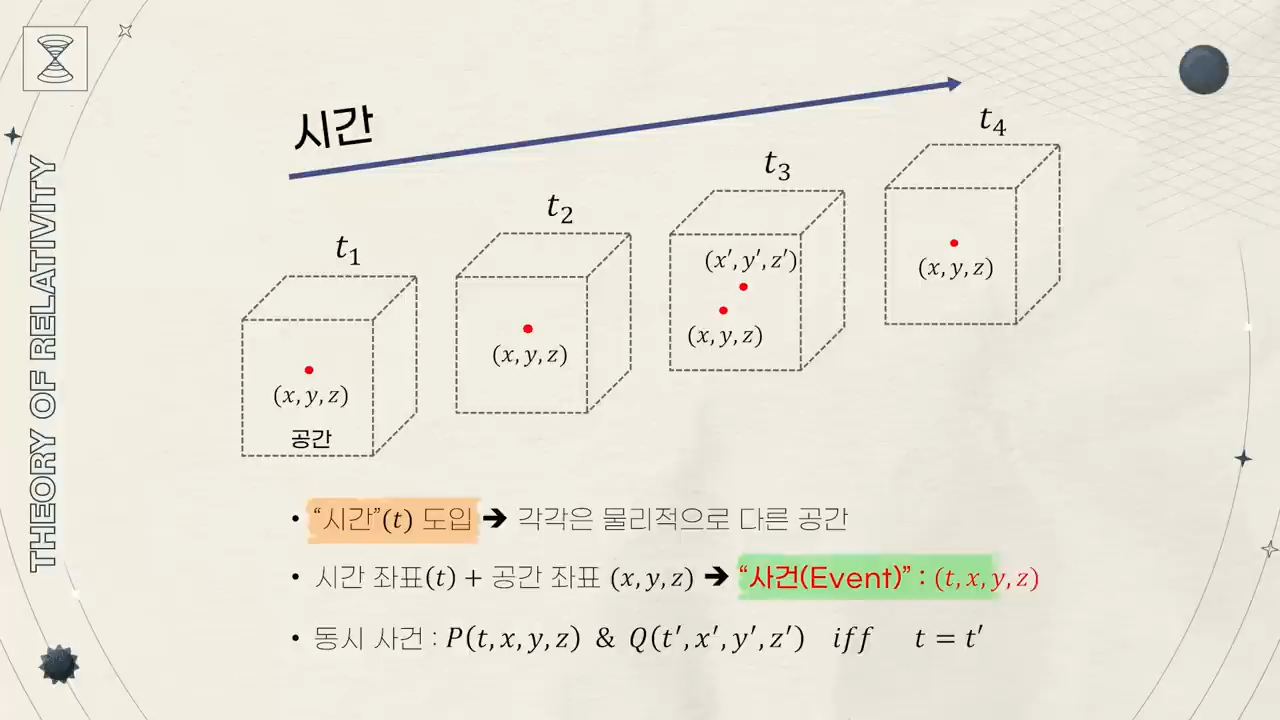 THEORY OF RELATIVITY
시간
t₁
(x, y, z)
공간
t₂
(x, y, z)
t₃
(x′, y′, z′)
(x, y, z)
t₄
(x, y, z)
• “시간”(t) 도입 ➔ 각각은 물리적으로 다른 공간
• 시간 좌표(t) + 공간 좌표 (x, y, z) ➔ “사건(Event)” : (t, x, y, z)
• 동시 사건 : P(t, x, y, z) & Q(t′, x′, y′, z′) iff t = t′